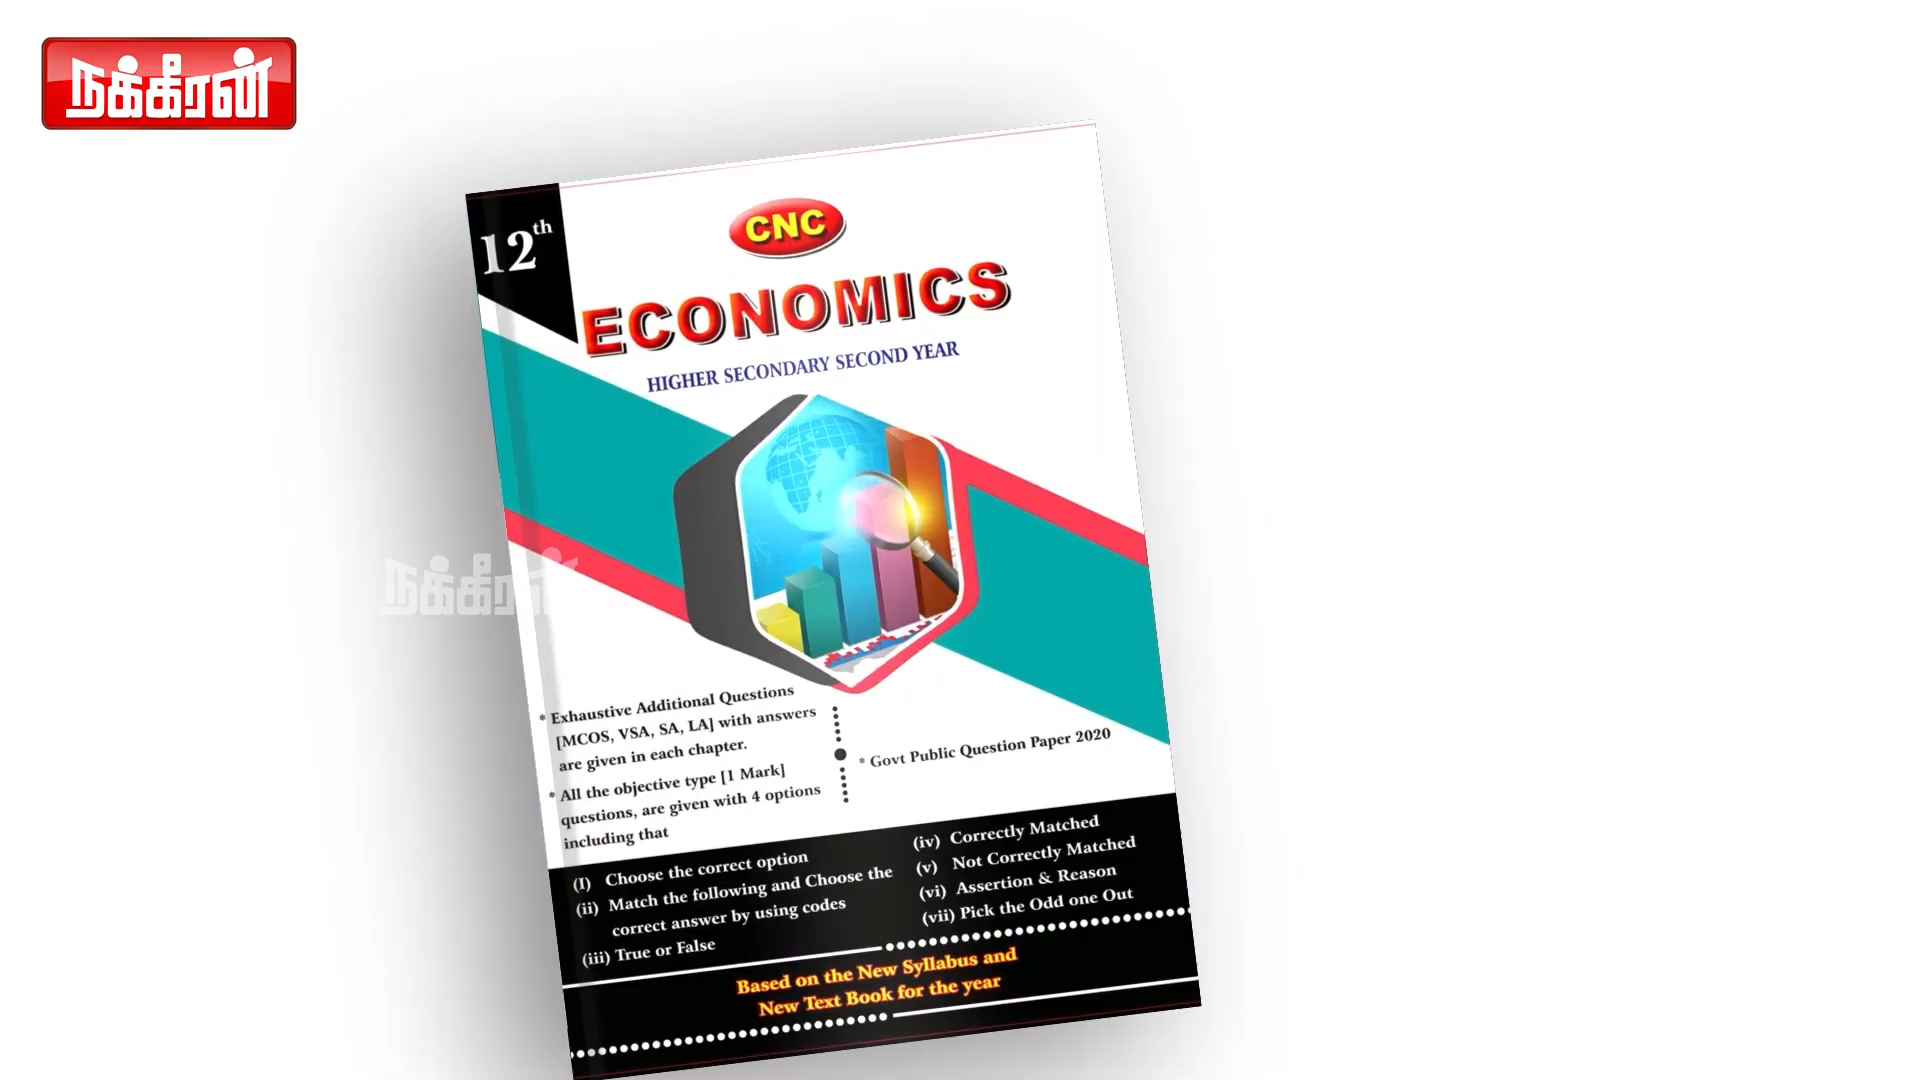 நக்கீரன்
12th
CNC
ECONOMICS
HIGHER SECONDARY SECOND YEAR
நக்கீரன்
* Exhaustive Additional Questions
[MCOS, VSA, SA, LA] with answers
are given in each chapter.
* All the objective type [1 Mark]
questions, are given with 4 options
including that
* Govt Public Question Paper 2020
(I) Choose the correct option
(ii) Match the following and Choose the
correct answer by using codes
(iii) True or False
(iv) Correctly Matched
(v) Not Correctly Matched
(vi) Assertion & Reason
(vii) Pick the Odd one Out
Based on the New Syllabus and
New Text Book for the year